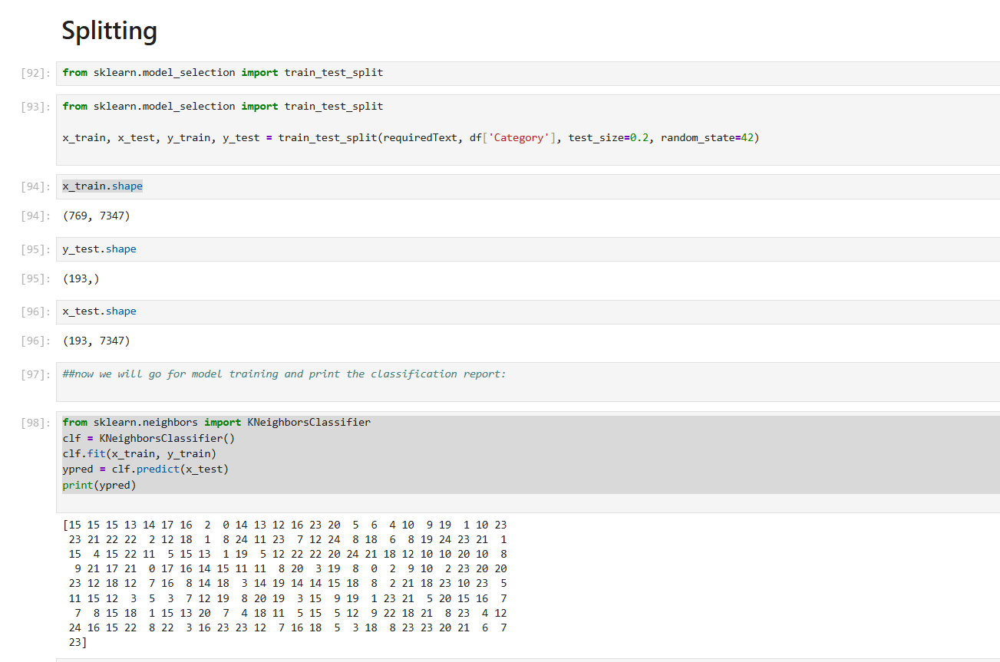 Splitting
[92]: from sklearn.model_selection import train_test_split
[93]: from sklearn.model_selection import train_test_split
x_train, x_test, y_train, y_test = train_test_split(requiredText, df['Category'], test_size=0.2, random_state=42)
[94]: x_train.shape
[94]: (769, 7347)
[95]: y_test.shape
[95]: (193,)
[96]: x_test.shape
[96]: (193, 7347)
[97]: ##now we will go for model training and print the classification report:
[98]: from sklearn.neighbors import KNeighborsClassifier
clf = KNeighborsClassifier()
clf.fit(x_train, y_train)
ypred = clf.predict(x_test)
print(ypred)
[15 15 15 13 14 17 16  2  0 14 13 12 16 23 20  5  6  4 10  9 19  1 10 23
 23 21 22 22  2 12 18  1  8 24 11 23  7 12 24  8 18  6  8 19 24 23 21  1
 15  4 15 22 11  5 15 13  1 19  5 12 22 22 20 24 21 18 12 10 10 20 10  8
  9 21 17 21  0 17 16 14 15 11 11  8 20  3 19  8  0  2  9 10  2 23 20 20
 23 12 18 12  7 16  8 14 18  3 14 19 14 14 15 18  8  2 21 18 23 10 23  5
 11 15 12  3  5  3  7 12 19  8 20 19  3 15  9 19  1 23 21  5 20 15 16  7
  7  8 15 18  1 15 13 20  7  4 18 11  5 15  5 12  9 22 18 21  8 23  4 12
 24 16 15 22  8 22  3 16 23 23 12  7 16 18  5  3 18  8 23 23 20 21  6  7
 23]